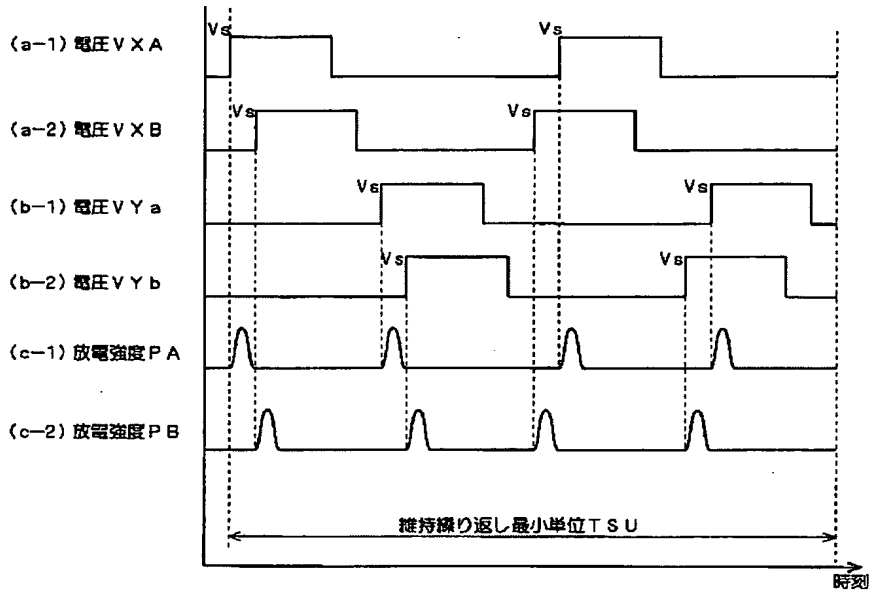 Vs Vs
(a-1) 電圧VXA
Vs Vs
(a-2) 電圧VXB
Vs Vs
(b-1) 電圧VYa
Vs Vs
(b-2) 電圧VYb
(c-1) 放電強度PA
(c-2) 放電強度PB
維持繰り返し最小単位TSU
時刻